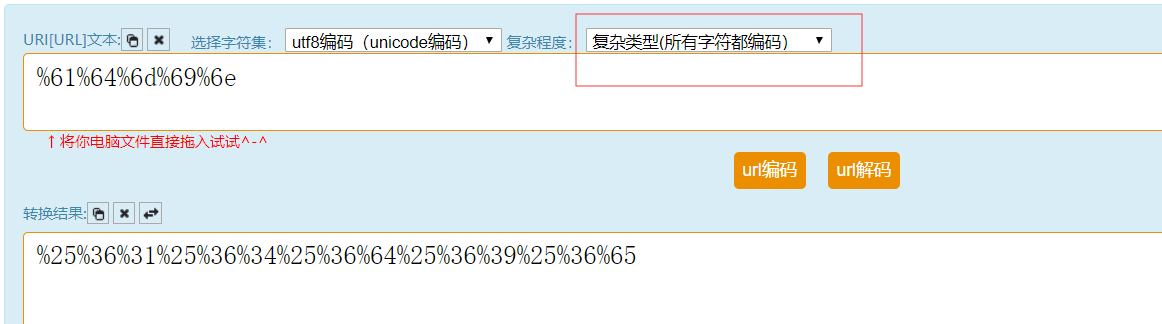 URI[URL]文本: 选择字符集: utf8编码（unicode编码） 复杂程度: 复杂类型(所有字符都编码）
%61%64%6d%69%6e
↑将你电脑文件直接拖入试试^-^
url编码 url解码
转换结果:
%25%36%31%25%36%34%25%36%64%25%36%39%25%36%65